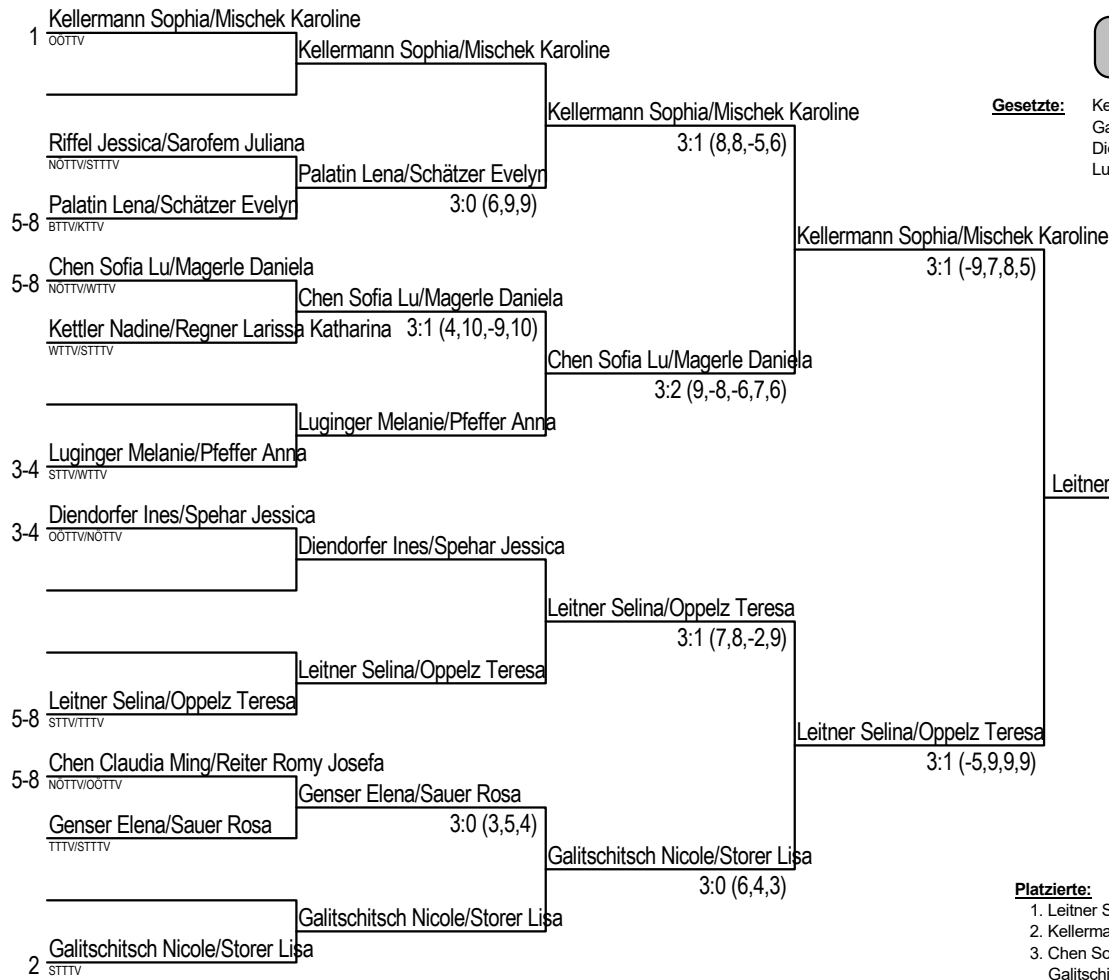 Kellermann Sophia/Mischek Karoline
1
OÖTTV
Kellermann Sophia/Mischek Karoline
Gesetzte:
Kellermann Sophia/Mischek Karoline
3:1 (8,8,-5,6)
Riffel Jessica/Sarofem Juliana
NÖTTV/STTTV
Palatin Lena/Schätzer Evelyn
3:0 (6,9,9)
Palatin Lena/Schätzer Evelyn
5-8
BTTV/KTTV
Kellermann Sophia/Mischek Karoline
3:1 (-9,7,8,5)
Chen Sofia Lu/Magerle Daniela
5-8
NÖTTV/WTTV
Chen Sofia Lu/Magerle Daniela
Kettler Nadine/Regner Larissa Katharina
3:1 (4,10,-9,10)
WTTV/STTTV
Chen Sofia Lu/Magerle Daniela
3:2 (9,-8,-6,7,6)
Luginger Melanie/Pfeffer Anna
Luginger Melanie/Pfeffer Anna
3-4
STTV/WTTV
Leitner
Diendorfer Ines/Spehar Jessica
3-4
OÖTTV/NÖTTV
Diendorfer Ines/Spehar Jessica
Leitner Selina/Oppelz Teresa
3:1 (7,8,-2,9)
Leitner Selina/Oppelz Teresa
Leitner Selina/Oppelz Teresa
5-8
STTV/TTTV
Leitner Selina/Oppelz Teresa
3:1 (-5,9,9,9)
Chen Claudia Ming/Reiter Romy Josefa
5-8
NÖTTV/OÖTTV
Genser Elena/Sauer Rosa
Genser Elena/Sauer Rosa
3:0 (3,5,4)
TTTV/STTTV
Galitschitsch Nicole/Storer Lisa
3:0 (6,4,3)
Galitschitsch Nicole/Storer Lisa
Galitschitsch Nicole/Storer Lisa
2
STTTV
Platzierte:
1. Leitner S
2. Kellerma
3. Chen So
Galitschi